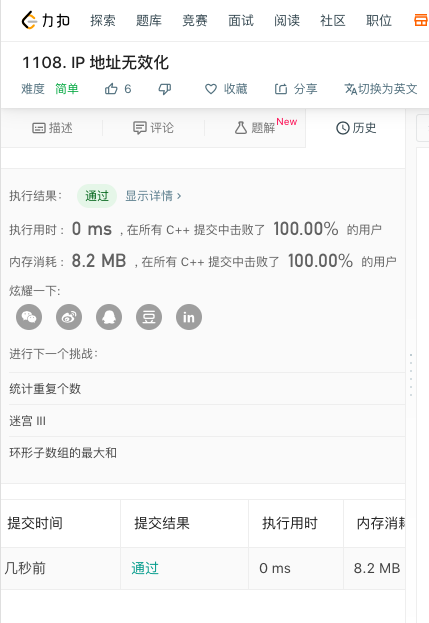 力扣 探索 题库 竞赛 面试 阅读 社区 职位
1108. IP 地址无效化
难度 简单 6 收藏 分享 切换为英文
描述 评论 题解 New 历史
执行结果： 通过 显示详情 ›
执行用时 : 0 ms , 在所有 C++ 提交中击败了 100.00% 的用户
内存消耗 : 8.2 MB , 在所有 C++ 提交中击败了 100.00% 的用户
炫耀一下:
豆 in
进行下一个挑战：
统计重复个数
迷宫 III
环形子数组的最大和
提交时间 提交结果 执行用时 内存消耗
几秒前 通过 0 ms 8.2 MB